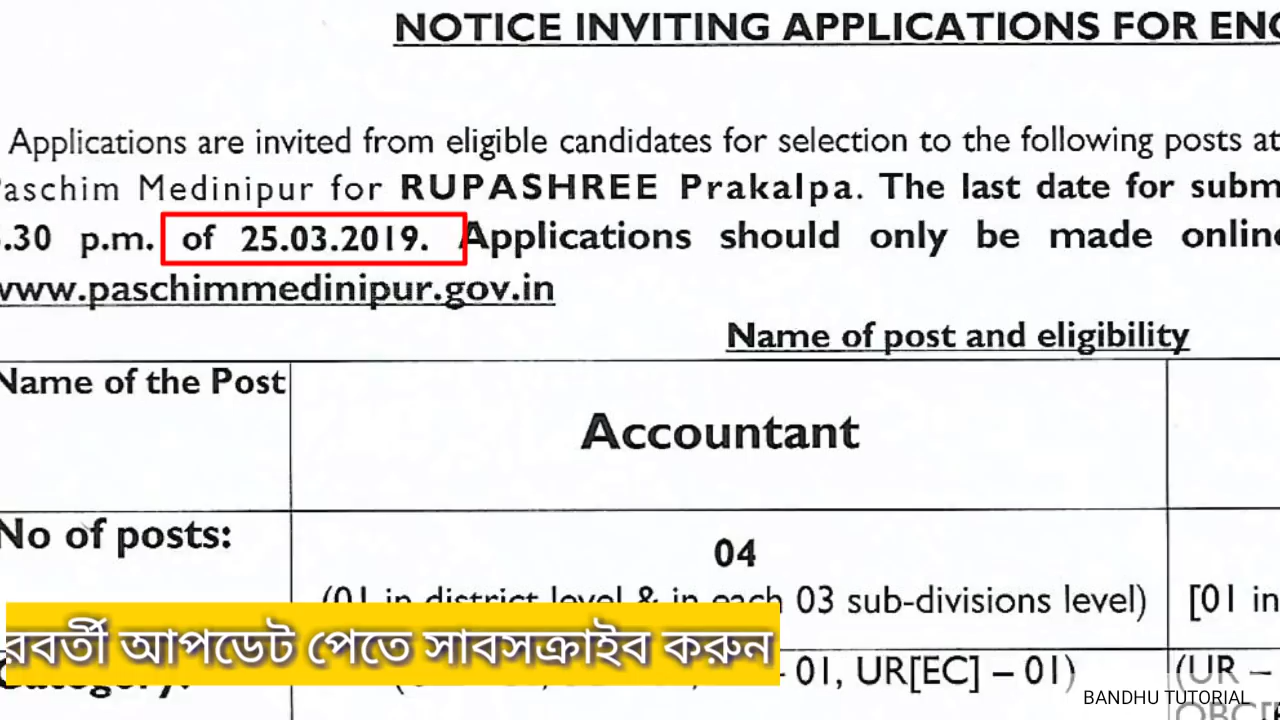 NOTICE INVITING APPLICATIONS FOR
Applications are invited from eligible candidates for selection to the following posts at
Paschim Medinipur for RUPASHREE Prakalpa. The last date for
.30 p.m. of 25.03.2019. Applications should only be made online
www.paschimmedinipur.gov.in
Name of post and eligibility
Name of the Post
Accountant
No of posts:
04
(01 in district level & in each 03 sub-divisions level)
[01 in
রবর্তী আপডেট পেতে সাবসক্রাইব করুন
- 01, UR[EC] – 01)
(UR –
BANDHU TUTORIAL